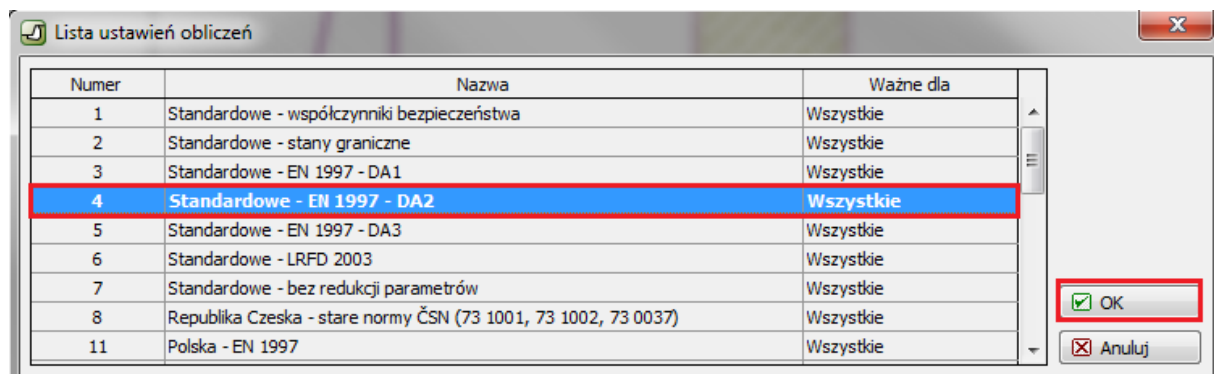 Lista ustawień obliczeń
Numer Nazwa Ważne dla
1 Standardowe - współczynniki bezpieczeństwa Wszystkie
2 Standardowe - stany graniczne Wszystkie
3 Standardowe - EN 1997 - DA1 Wszystkie
4 Standardowe - EN 1997 - DA2 Wszystkie
5 Standardowe - EN 1997 - DA3 Wszystkie
6 Standardowe - LRFD 2003 Wszystkie
7 Standardowe - bez redukcji parametrów Wszystkie
8 Republika Czeska - stare normy ČSN (73 1001, 73 1002, 73 0037) Wszystkie
11 Polska - EN 1997 Wszystkie
OK
Anuluj